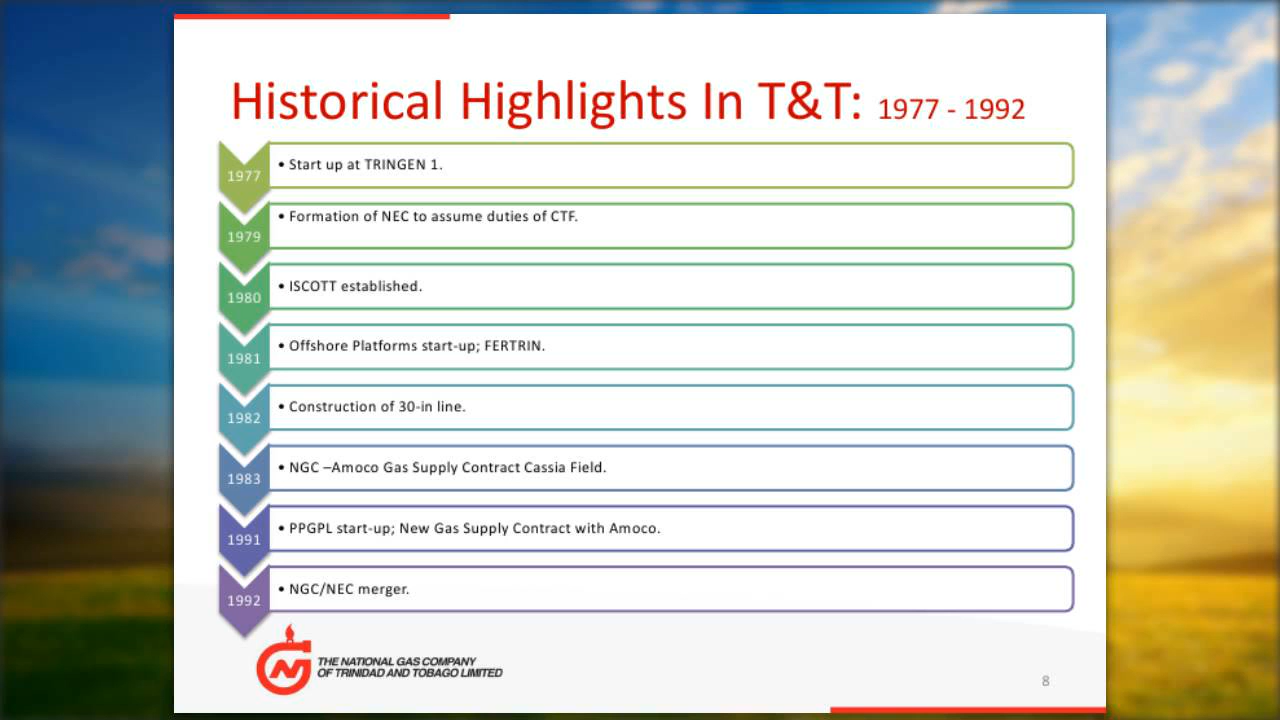 Historical Highlights In T&T: 1977 - 1992
1977
• Start up at TRINGEN 1.
1979
• Formation of NEC to assume duties of CTF.
1980
• ISCOTT established.
1981
• Offshore Platforms start-up; FERTRIN.
1982
• Construction of 30-in line.
1983
• NGC –Amoco Gas Supply Contract Cassia Field.
1991
• PPGPL start-up; New Gas Supply Contract with Amoco.
1992
• NGC/NEC merger.
THE NATIONAL GAS COMPANY
OF TRINIDAD AND TOBAGO LIMITED
8